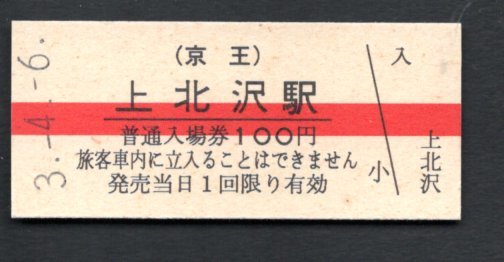 3.-4.-6.
(京王)
上北沢駅
普通入場券100円
旅客車内に立入ることはできません
発売当日1回限り有効
小
入
上北沢